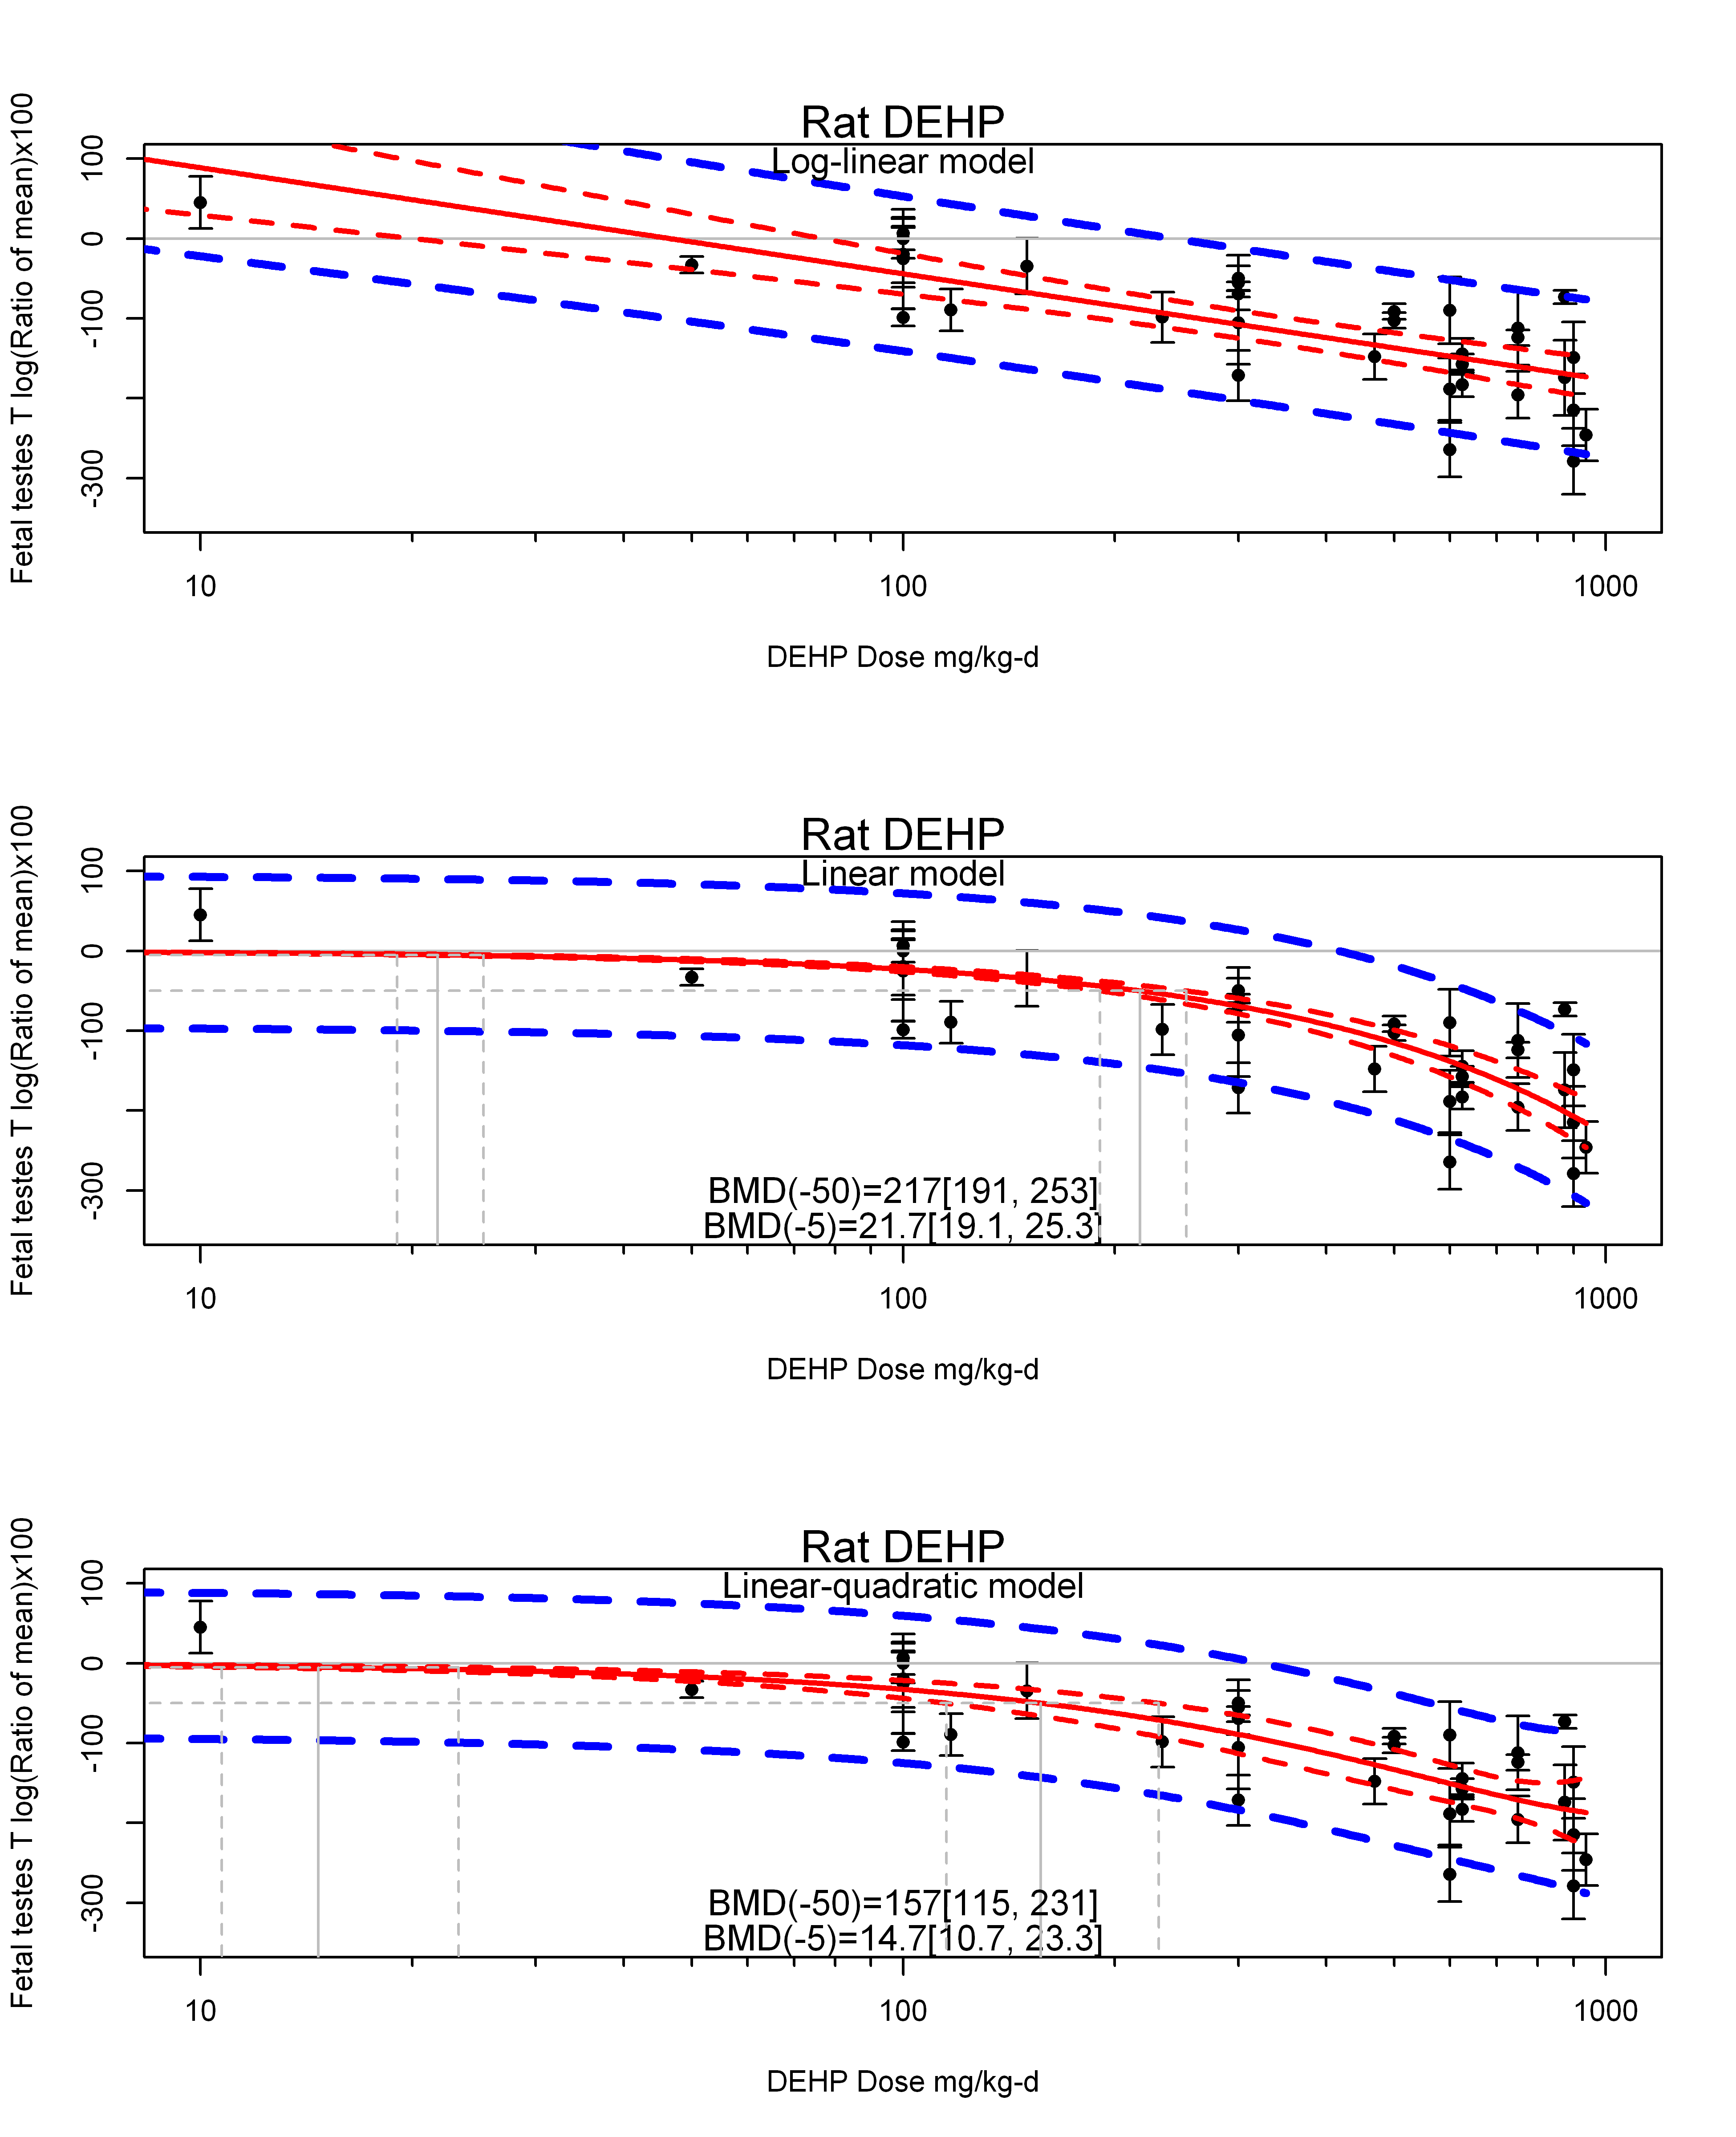 Rat DEHP
Log-linear model
Fetal testes T log(Ratio of mean)x100
100
0
-100
-300
10
100
1000
DEHP Dose mg/kg-d
Rat DEHP
Linear model
Fetal testes T log(Ratio of mean)x100
100
0
-100
-300
BMD(-50)=217[191, 253]
BMD(-5)=21.7[19.1, 25.3]
10
100
1000
DEHP Dose mg/kg-d
Rat DEHP
Linear-quadratic model
Fetal testes T log(Ratio of mean)x100
100
0
-100
-300
BMD(-50)=157[115, 231]
BMD(-5)=14.7[10.7, 23.3]
10
100
1000
DEHP Dose mg/kg-d